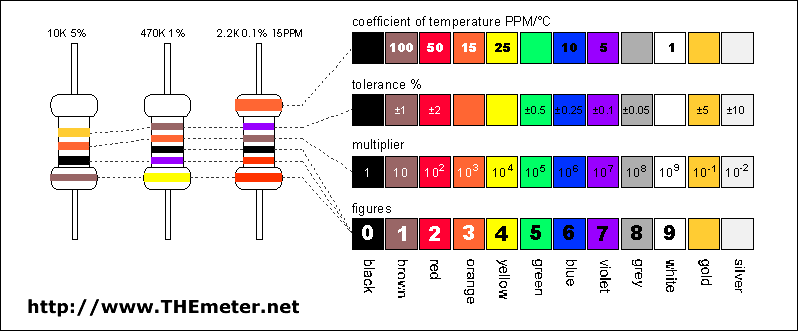 10K 5%
470K 1%
2.2K 0.1% 15PPM
coefficient of temperature PPM/°C
100 50 15 25 10 5 1
tolerance %
±1 ±2 ±0.5 ±0.25 ±0.1 ±0.05 ±5 ±10
multiplier
1 10 10² 10³ 10⁴ 10⁵ 10⁶ 10⁷ 10⁸ 10⁹ 10⁻¹ 10⁻²
figures
0 1 2 3 4 5 6 7 8 9
black brown red orange yellow green blue violet grey white gold silver
http://www.THEmeter.net